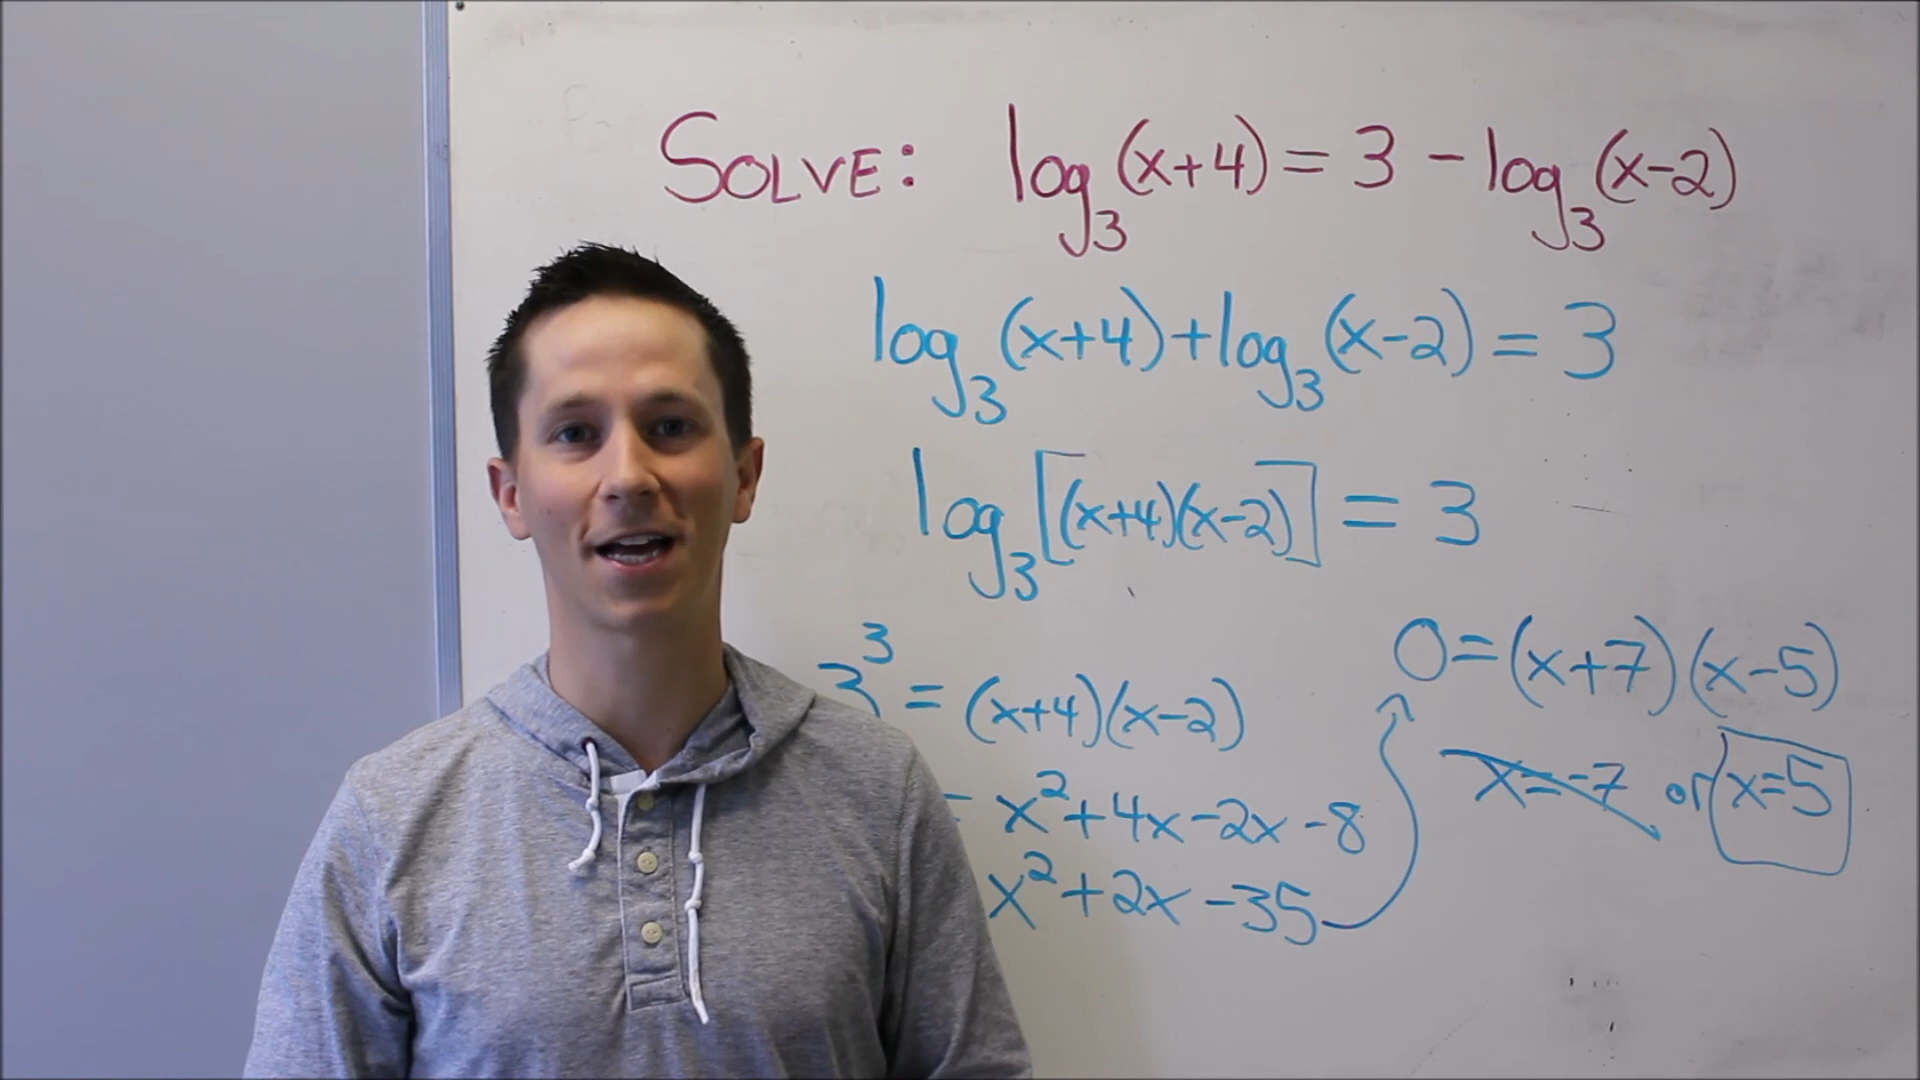 SOLVE: log₃(x+4) = 3 - log₃(x-2)
log₃(x+4) + log₃(x-2) = 3
log₃[(x+4)(x-2)] = 3
3³ = (x+4)(x-2)
= x²+4x-2x-8
x²+2x-35
0=(x+7)(x-5)
x=-7 or x=5